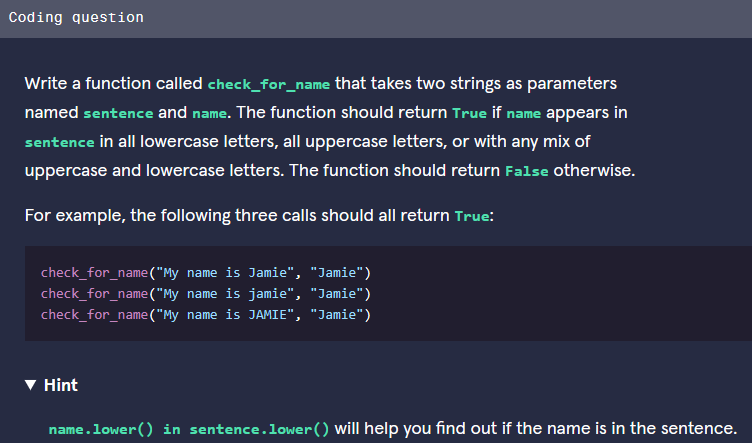 Coding question
Write a function called check_for_name that takes two strings as parameters
named sentence and name. The function should return True if name appears in
sentence in all lowercase letters, all uppercase letters, or with any mix of
uppercase and lowercase letters. The function should return False otherwise.
For example, the following three calls should all return True:
check_for_name("My name is Jamie", "Jamie")
check_for_name("My name is jamie", "Jamie")
check_for_name("My name is JAMIE", "Jamie")
▼ Hint
name.lower() in sentence.lower() will help you find out if the name is in the sentence.